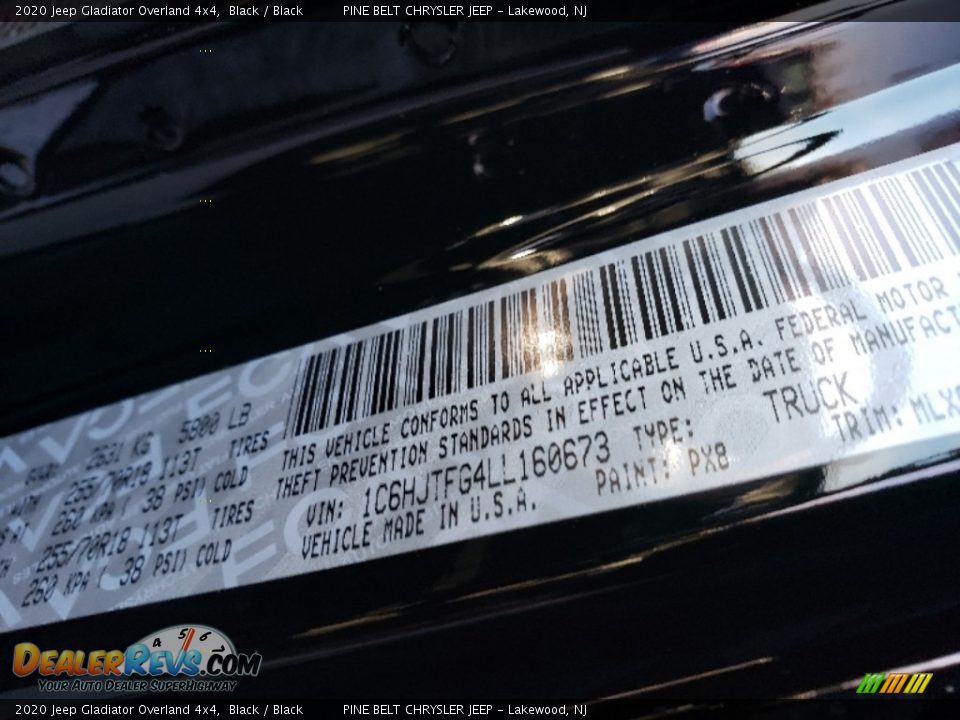 2020 Jeep Gladiator Overland 4x4, Black / Black PINE BELT CHRYSLER JEEP - Lakewood, NJ
2631 KG 5800 LB
255/70R18 113T TIRES
260 KPA ( 38 PSI) COLD
255/70R18 113T TIRES
260 KPA ( 38 PSI) COLD
THIS VEHICLE CONFORMS TO ALL APPLICABLE U.S.A. FEDERAL MOTOR
THEFT PREVENTION STANDARDS IN EFFECT ON THE DATE OF MANUFACT
VIN: 1C6HJTFG4LL160673 TYPE: TRUCK
VEHICLE MADE IN U.S.A. PAINT: PX8 TRIM: MLX
4 5 6
DEALERREVS.COM
YOUR AUTO DEALER SUPERHIGHWAY
2020 Jeep Gladiator Overland 4x4, Black / Black PINE BELT CHRYSLER JEEP - Lakewood, NJ